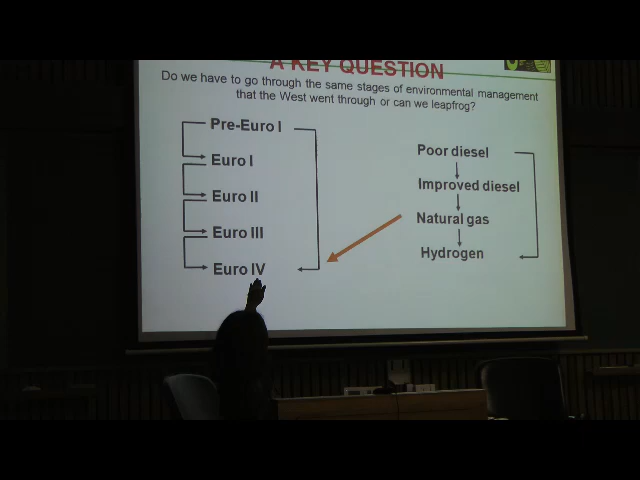 A KEY QUESTION
Do we have to go through the same stages of environmental management
that the West went through or can we leapfrog?
Pre-Euro I
Euro I
Euro II
Euro III
Euro IV
Poor diesel
Improved diesel
Natural gas
Hydrogen